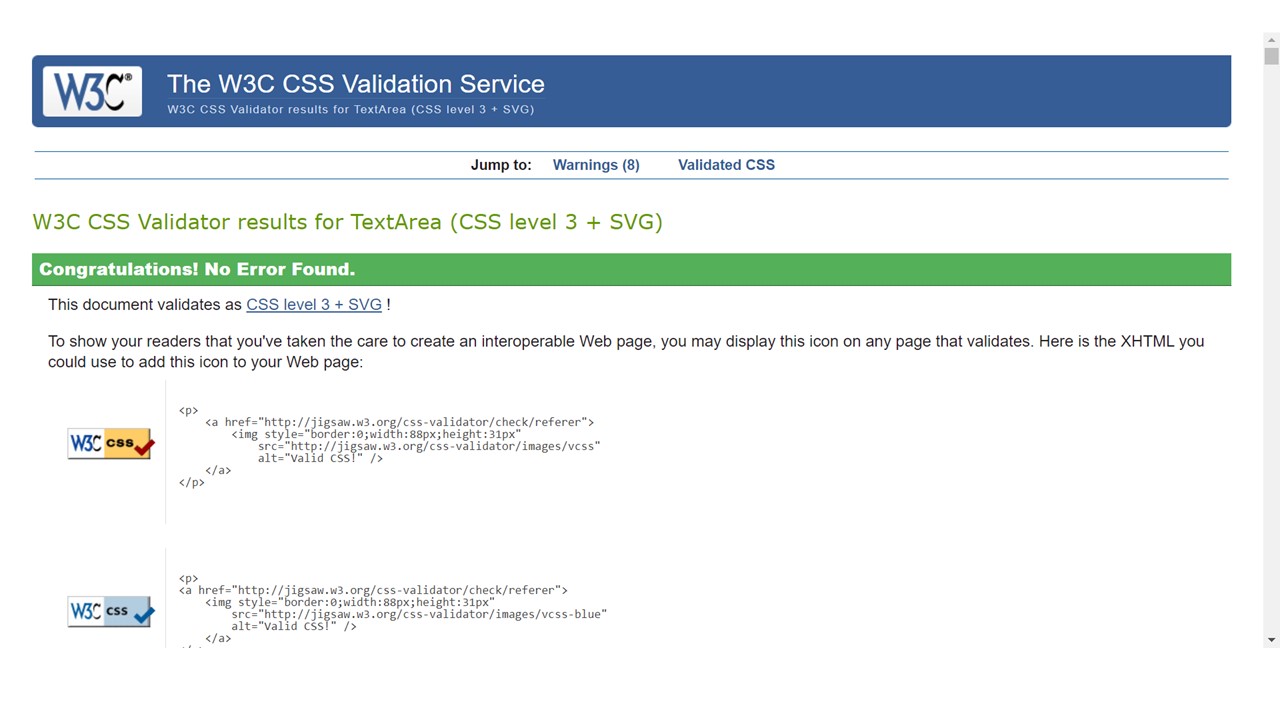 W3C®
The W3C CSS Validation Service
W3C CSS Validator results for TextArea (CSS level 3 + SVG)
Jump to: Warnings (8) Validated CSS
W3C CSS Validator results for TextArea (CSS level 3 + SVG)
Congratulations! No Error Found.
This document validates as CSS level 3 + SVG !
To show your readers that you've taken the care to create an interoperable Web page, you may display this icon on any page that validates. Here is the XHTML you
could use to add this icon to your Web page:
<p>
<a href="http://jigsaw.w3.org/css-validator/check/referer">
<img style="border:0;width:88px;height:31px"
W3C css
src="http://jigsaw.w3.org/css-validator/images/vcss"
alt="Valid CSS!" />
</a>
</p>
<p>
<a href="http://jigsaw.w3.org/css-validator/check/referer">
<img style="border:0;width:88px;height:31px"
W3C css
src="http://jigsaw.w3.org/css-validator/images/vcss-blue"
alt="Valid CSS!" />
</a>